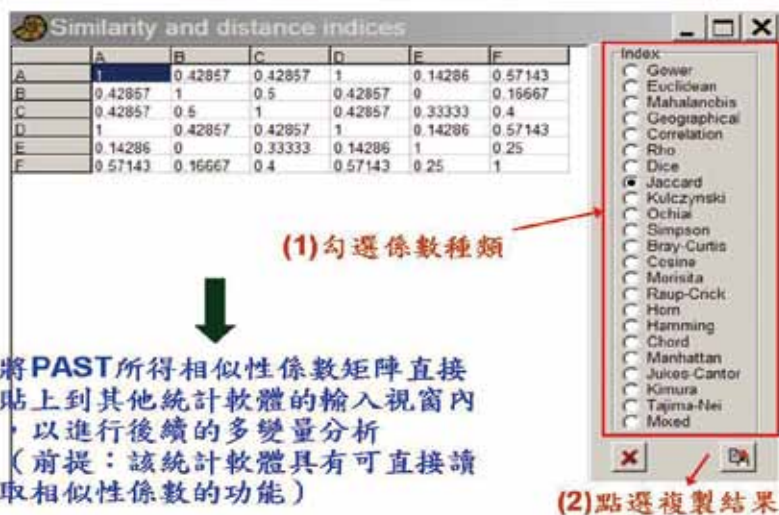 Similarity and distance indices
A B C D E F
A 1 0.42857 0.42857 1 0.14286 0.57143
B 0.42857 1 0.5 0.42857 0 0.16667
C 0.42857 0.5 1 0.42857 0.33333 0.4
D 1 0.42857 0.42857 1 0.14286 0.57143
E 0.14286 0 0.33333 0.14286 1 0.25
F 0.57143 0.16667 0.4 0.57143 0.25 1
Index
Gower
Euclidean
Mahalanobis
Geographical
Correlation
Rho
Dice
Jaccard
Kulczynski
Ochiai
Simpson
Bray-Curtis
Cosine
Morisita
Raup-Crick
Horn
Hamming
Chord
Manhattan
Jukes-Cantor
Kimura
Tajima-Nei
Mixed
(1)勾選係數種類
將PAST所得相似性係數矩陣直接
貼上到其他統計軟體的輸入視窗內
，以進行後續的多變量分析
（前提：該統計軟體具有可直接讀
取相似性係數的功能）
(2)點選複製結果